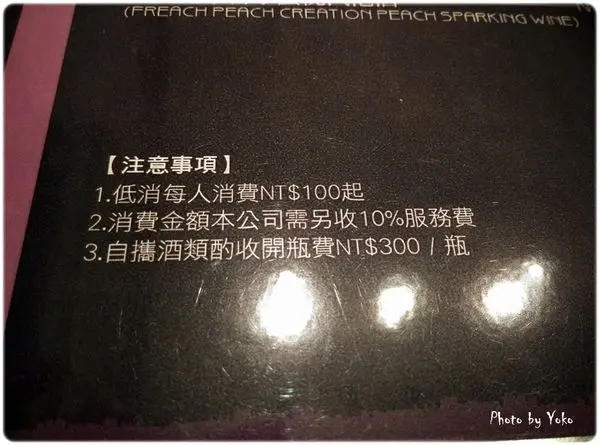 (FREACH PEACH CREATION PEACH SPARKING WINE)
【注意事項】
1.低消每人消費NT$100起
2.消費金額本公司需另收10%服務費
3.自攜酒類酌收開瓶費NT$300 / 瓶
Photo by Yoko